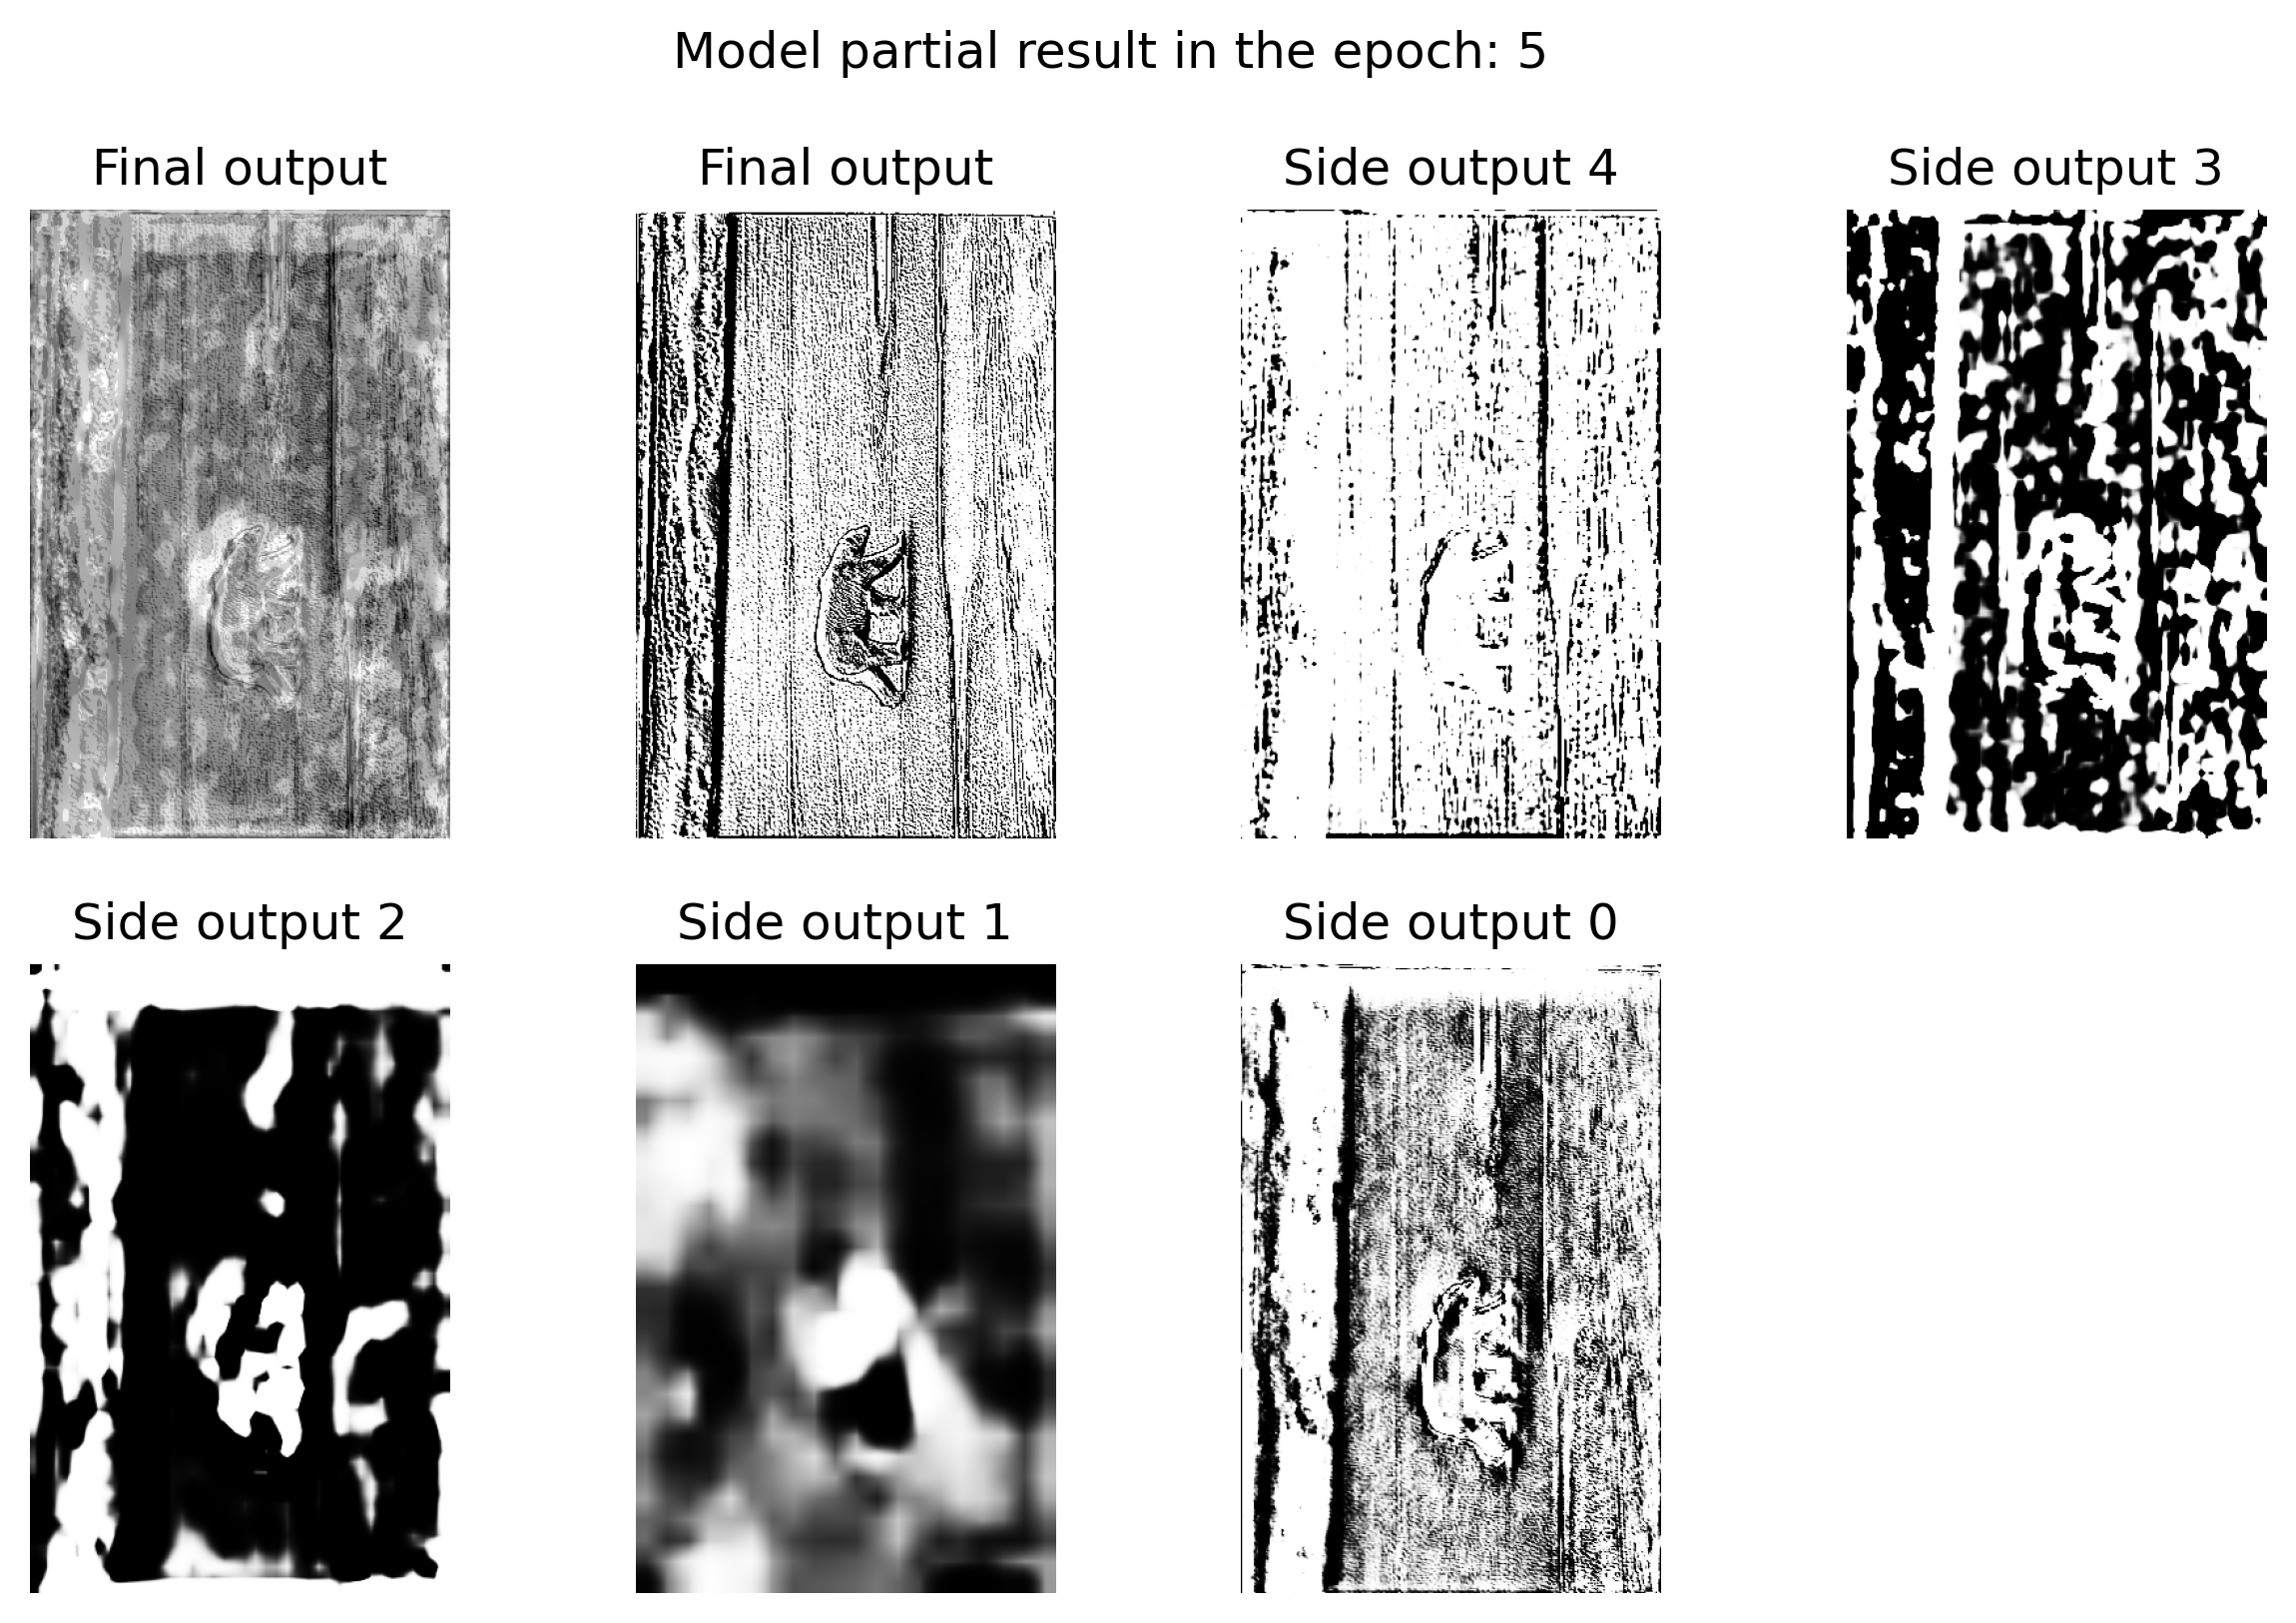 Model partial result in the epoch: 5
Final output
Final output
Side output 4
Side output 3
Side output 2
Side output 1
Side output 0